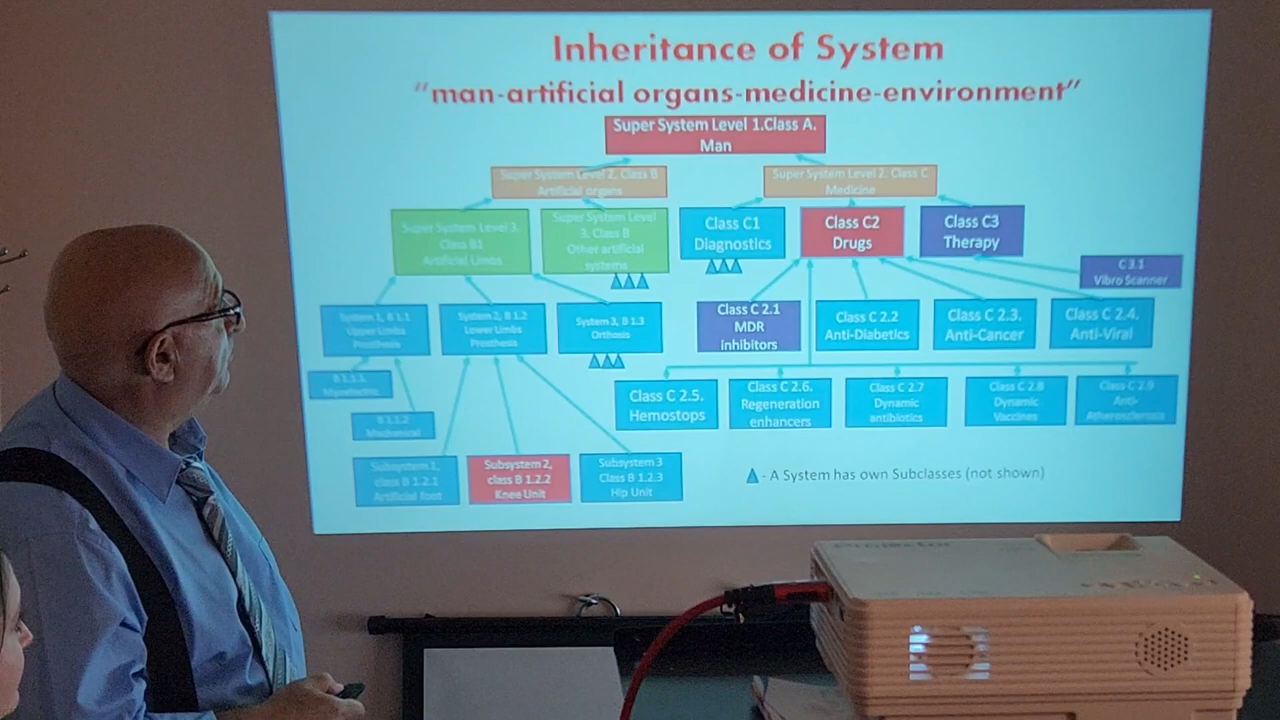 Inheritance of System
"man-artificial organs-medicine-environment"
Super System Level 1.Class A.
Man
Super System Level 2. Class B
Artificial organs
Super System Level 2. Class C
Medicine
Super System Level 3.
Class B1
Artificial Limbs
Super System Level
3. Class B
Other artificial
systems
Class C1
Diagnostics
Class C2
Drugs
Class C3
Therapy
C 3.1
Vibro Scanner
System 1, B 1.1
Upper Limbs
Prosthesis
System 2, B 1.2
Lower Limbs
Prosthesis
System 3, B 1.3
Orthosis
Class C 2.1
MDR
inhibitors
Class C 2.2
Anti-Diabetics
Class C 2.3.
Anti-Cancer
Class C 2.4.
Anti-Viral
B 1.1.1.
Myoelectric
B 1.1.2
Mechanical
Class C 2.5.
Hemostops
Class C 2.6.
Regeneration
enhancers
Class C 2.7
Dynamic
antibiotics
Class C 2.8
Dynamic
Vaccines
Class C 2.9
Anti-
Atherosclerosis
Subsystem 1,
class B 1.2.1
Artificial foot
Subsystem 2,
class B 1.2.2
Knee Unit
Subsystem 3
Class B 1.2.3
Hip Unit
- A System has own Subclasses (not shown)
Projector